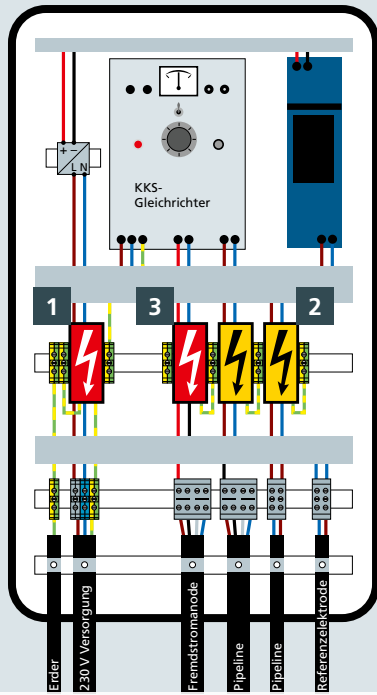 + −
L N
KKS-
Gleichrichter
1
3
2
Erder
230 V Versorgung
Fremdstromanode
Pipeline
Pipeline
Referenzelektrode